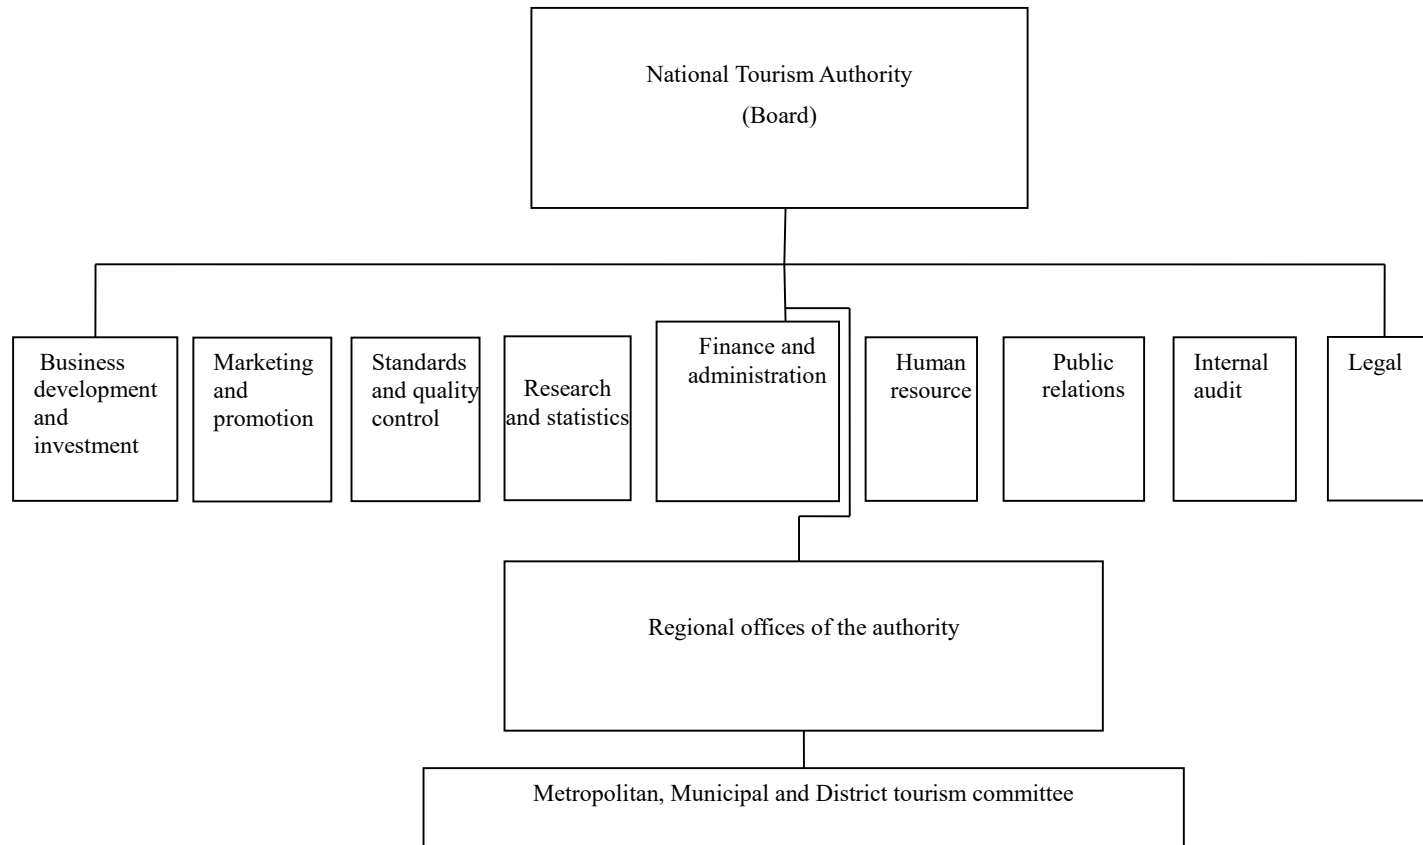 National Tourism Authority
(Board)
Business
development
and
investment
Marketing
and
promotion
Standards
and quality
control
Research
and statistics
Finance and
administration
Human
resource
Public
relations
Internal
audit
Legal
Regional offices of the authority
Metropolitan, Municipal and District tourism committee